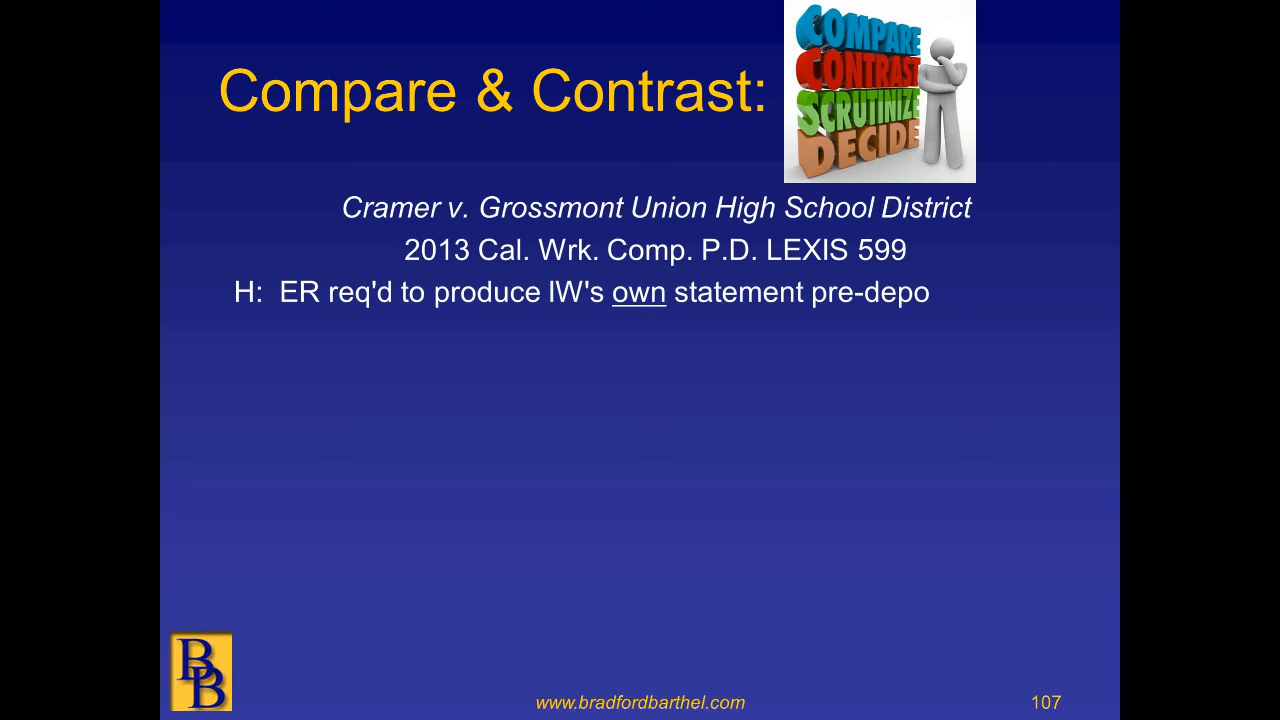 Compare & Contrast:
COMPARE
CONTRAST
SCRUTINIZE
DECIDE
Cramer v. Grossmont Union High School District
2013 Cal. Wrk. Comp. P.D. LEXIS 599
H: ER req'd to produce IW's own statement pre-depo
BB
www.bradfordbarthel.com
107